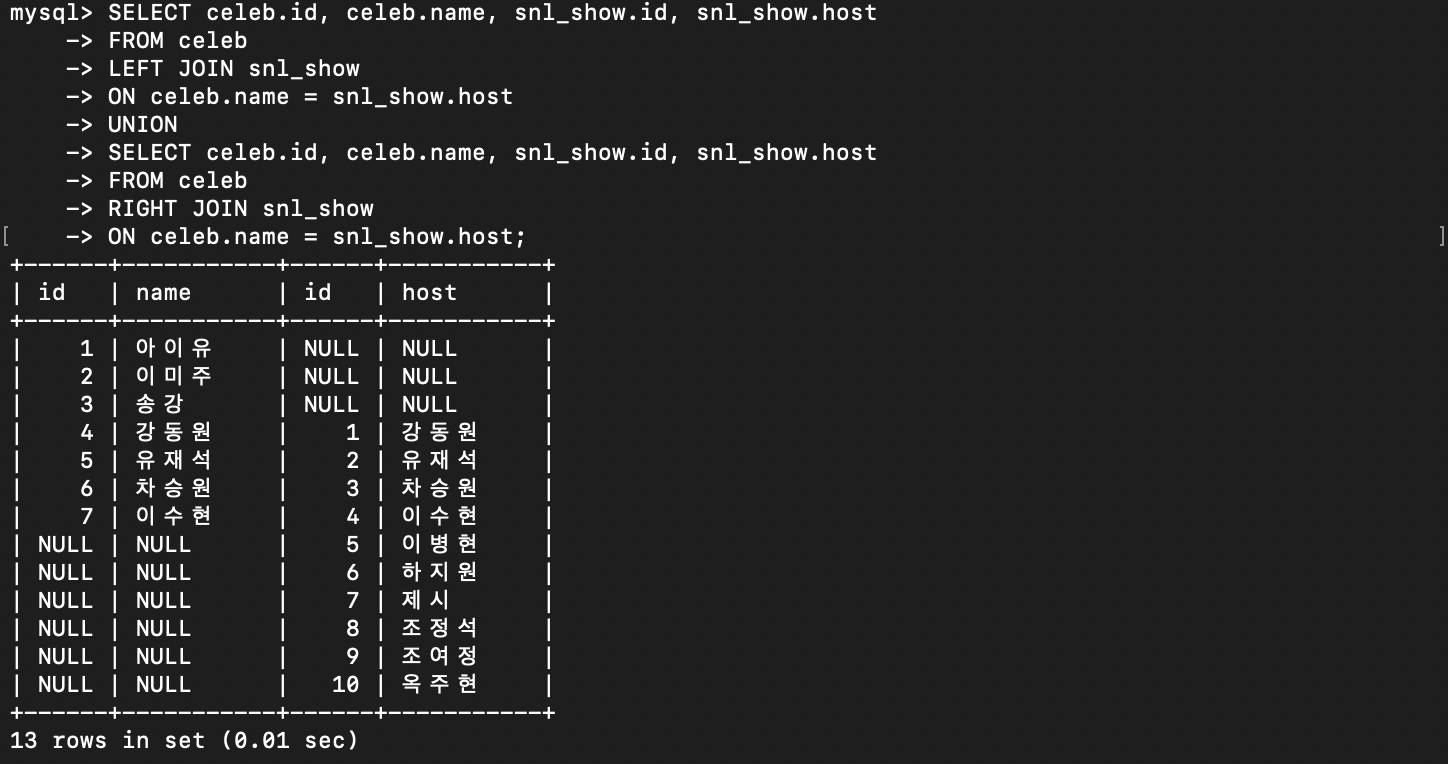 mysql> SELECT celeb.id, celeb.name, snl_show.id, snl_show.host
    -> FROM celeb
    -> LEFT JOIN snl_show
    -> ON celeb.name = snl_show.host
    -> UNION
    -> SELECT celeb.id, celeb.name, snl_show.id, snl_show.host
    -> FROM celeb
    -> RIGHT JOIN snl_show
[    -> ON celeb.name = snl_show.host; ]
+------+-----------+------+-----------+
| id   | name      | id   | host      |
+------+-----------+------+-----------+
|    1 | 아이유    | NULL | NULL      |
|    2 | 이미주    | NULL | NULL      |
|    3 | 송강      | NULL | NULL      |
|    4 | 강동원    |    1 | 강동원    |
|    5 | 유재석    |    2 | 유재석    |
|    6 | 차승원    |    3 | 차승원    |
|    7 | 이수현    |    4 | 이수현    |
| NULL | NULL      |    5 | 이병현    |
| NULL | NULL      |    6 | 하지원    |
| NULL | NULL      |    7 | 제시      |
| NULL | NULL      |    8 | 조정석    |
| NULL | NULL      |    9 | 조여정    |
| NULL | NULL      |   10 | 옥주현    |
+------+-----------+------+-----------+
13 rows in set (0.01 sec)